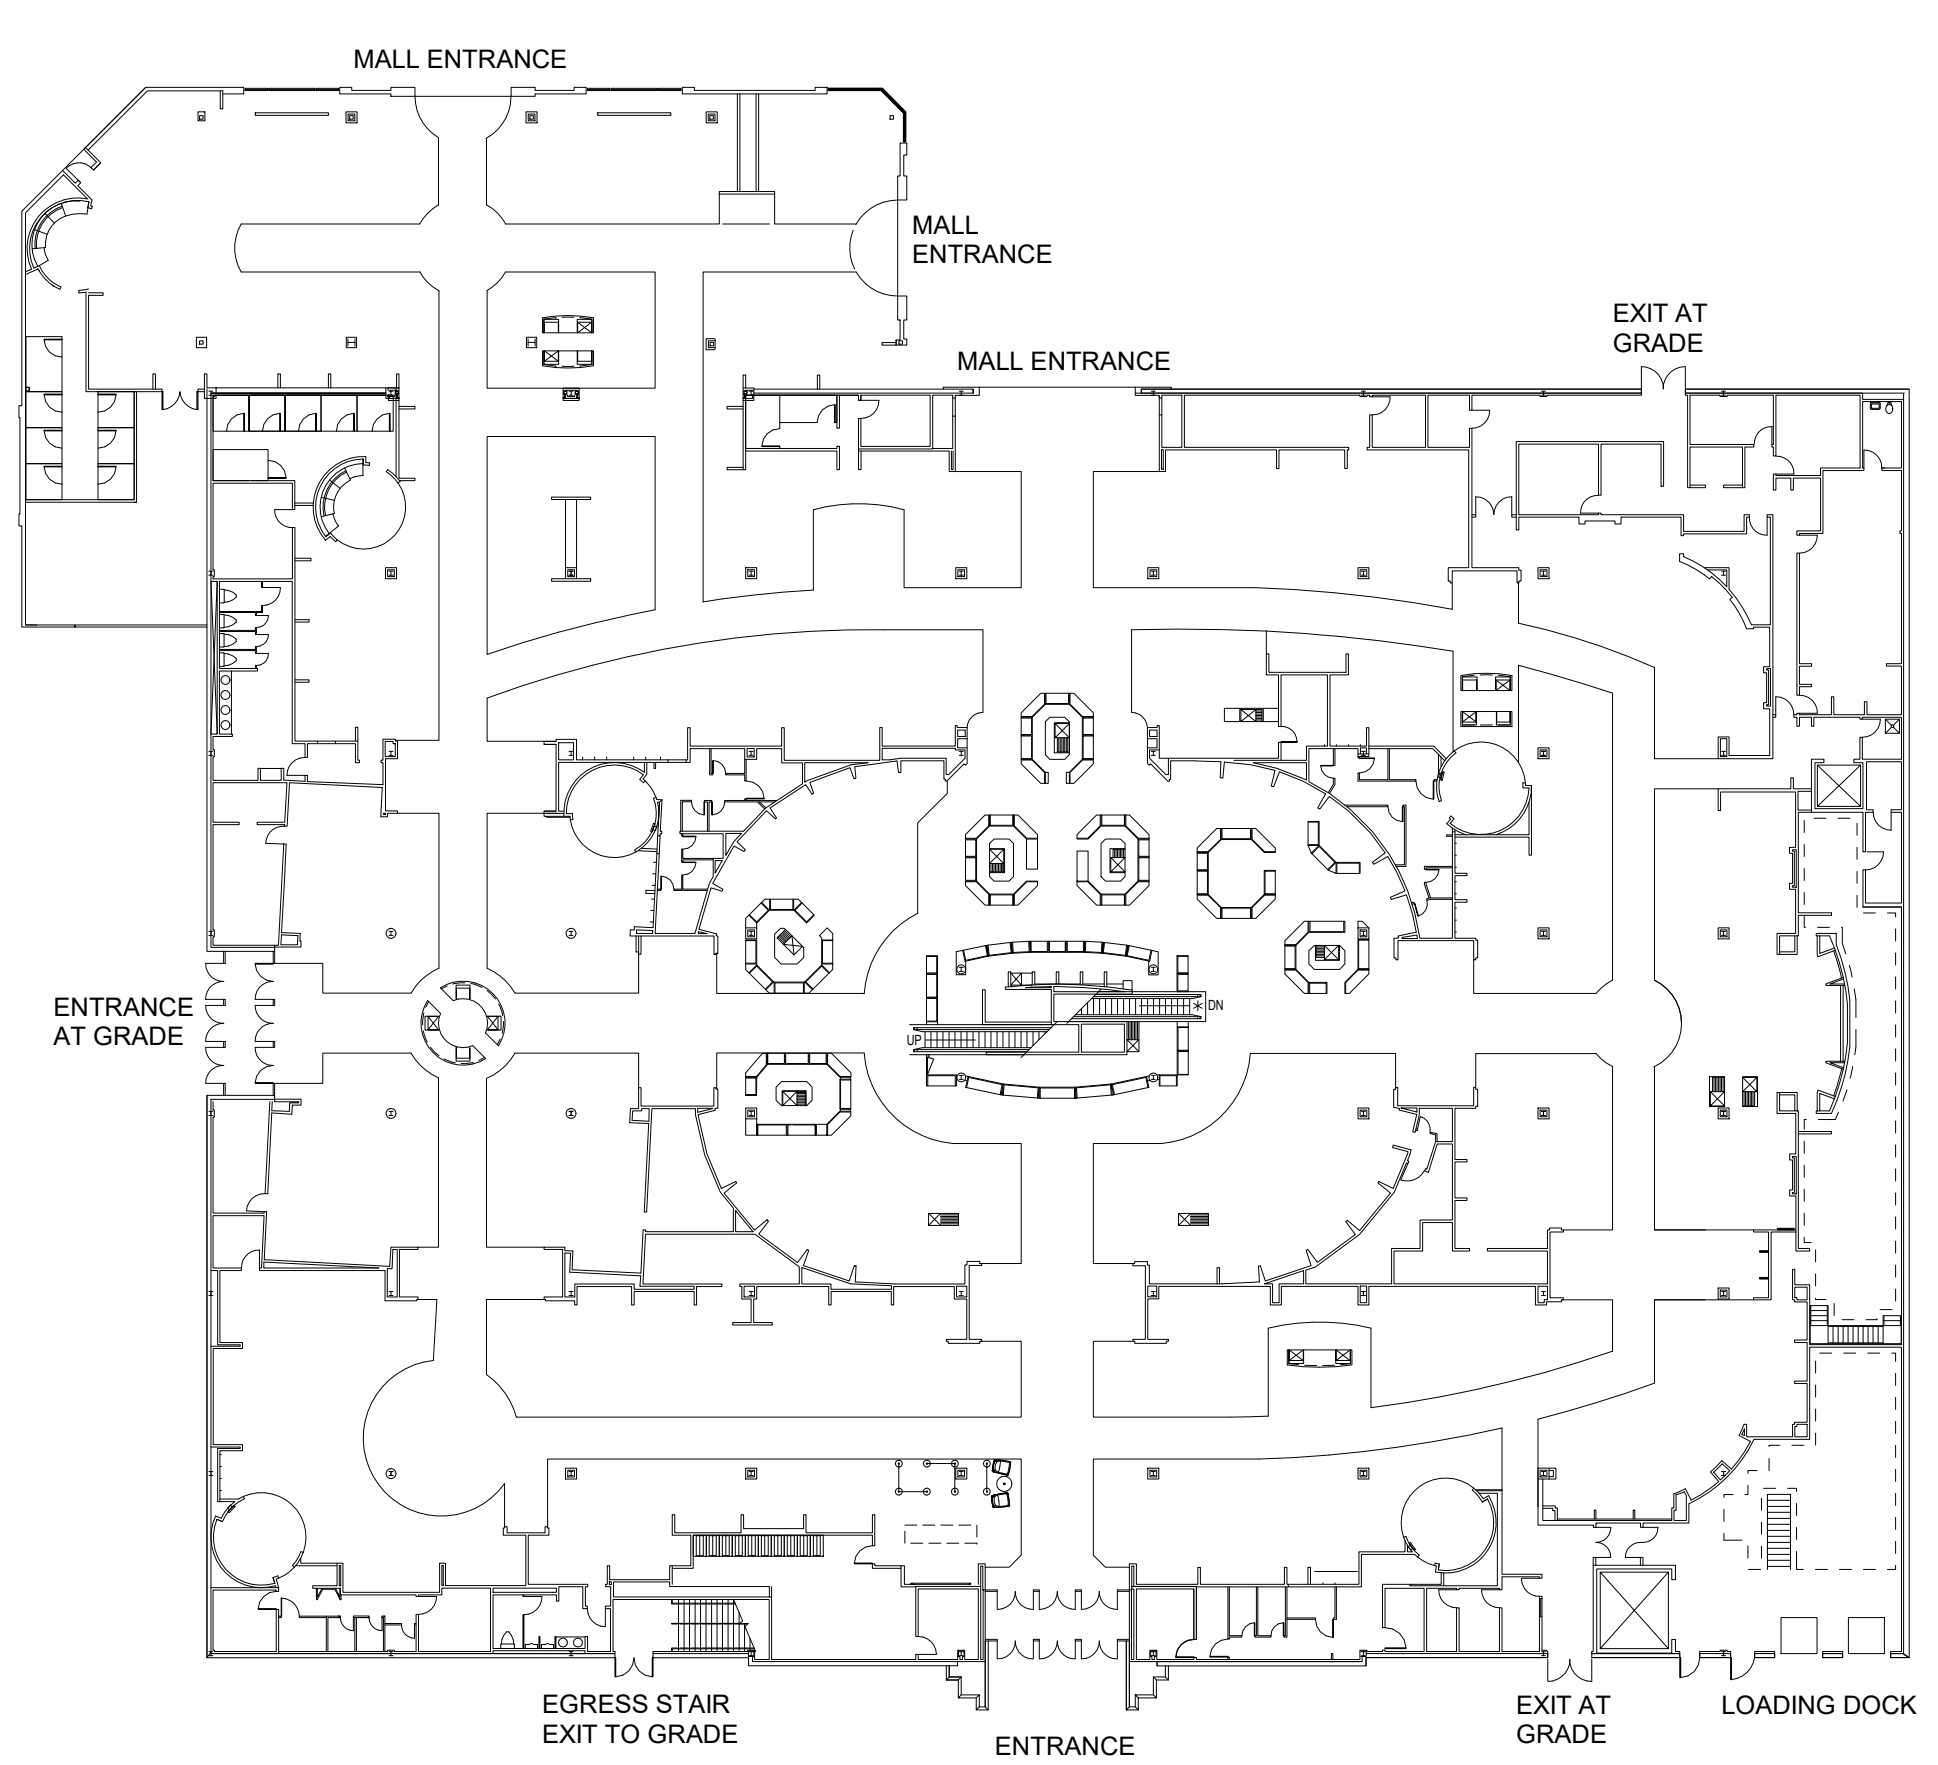 MALL ENTRANCE
MALL
ENTRANCE
EXIT AT
GRADE
MALL ENTRANCE
ENTRANCE
AT GRADE
DN
UP
EGRESS STAIR
EXIT TO GRADE
ENTRANCE
EXIT AT
GRADE
LOADING DOCK